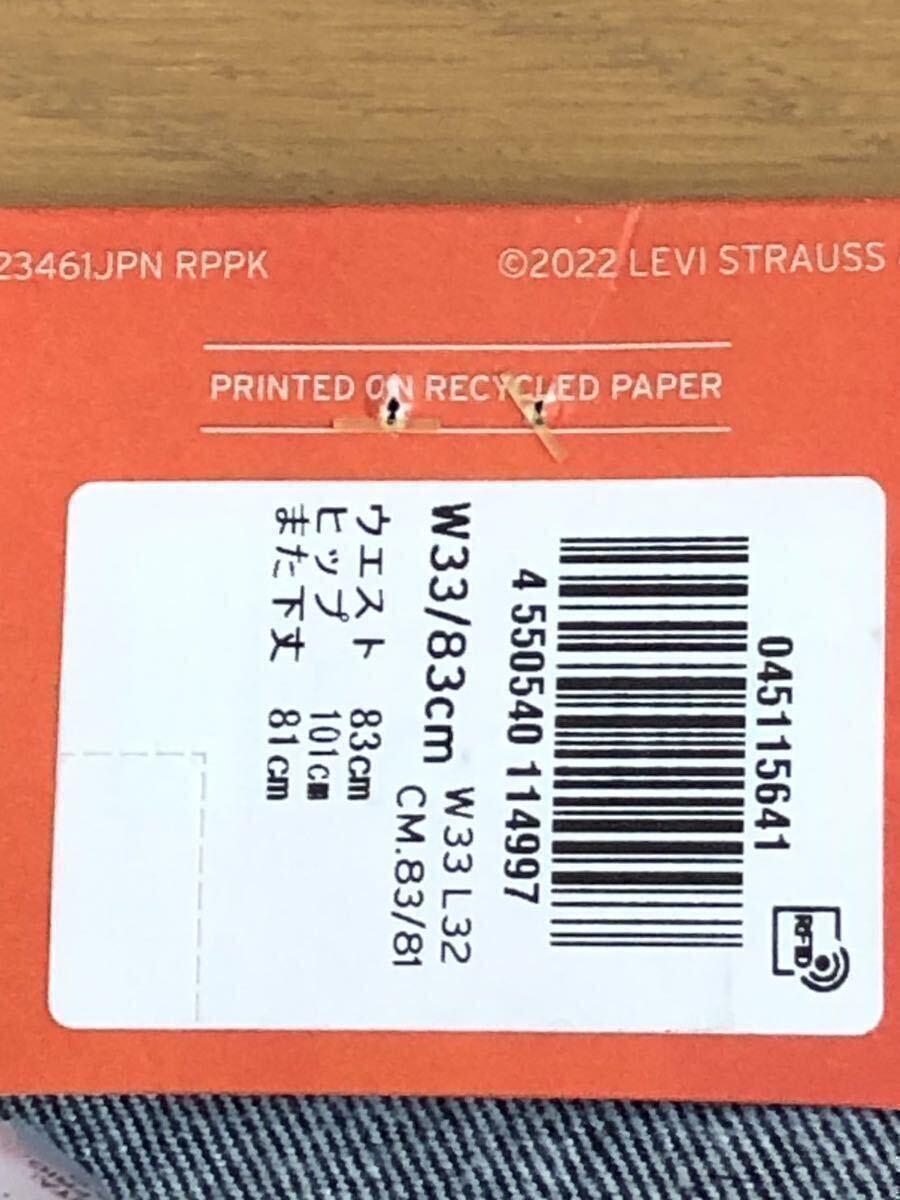 23461JPN RPPK
©2022 LEVI STRAUSS
PRINTED ON RECYCLED PAPER
045115641
RFID
4 550540 114997
W33/83cm
W33 L32
CM.83/81
ウエスト 83cm
ヒップ 101cm
また下丈 81cm